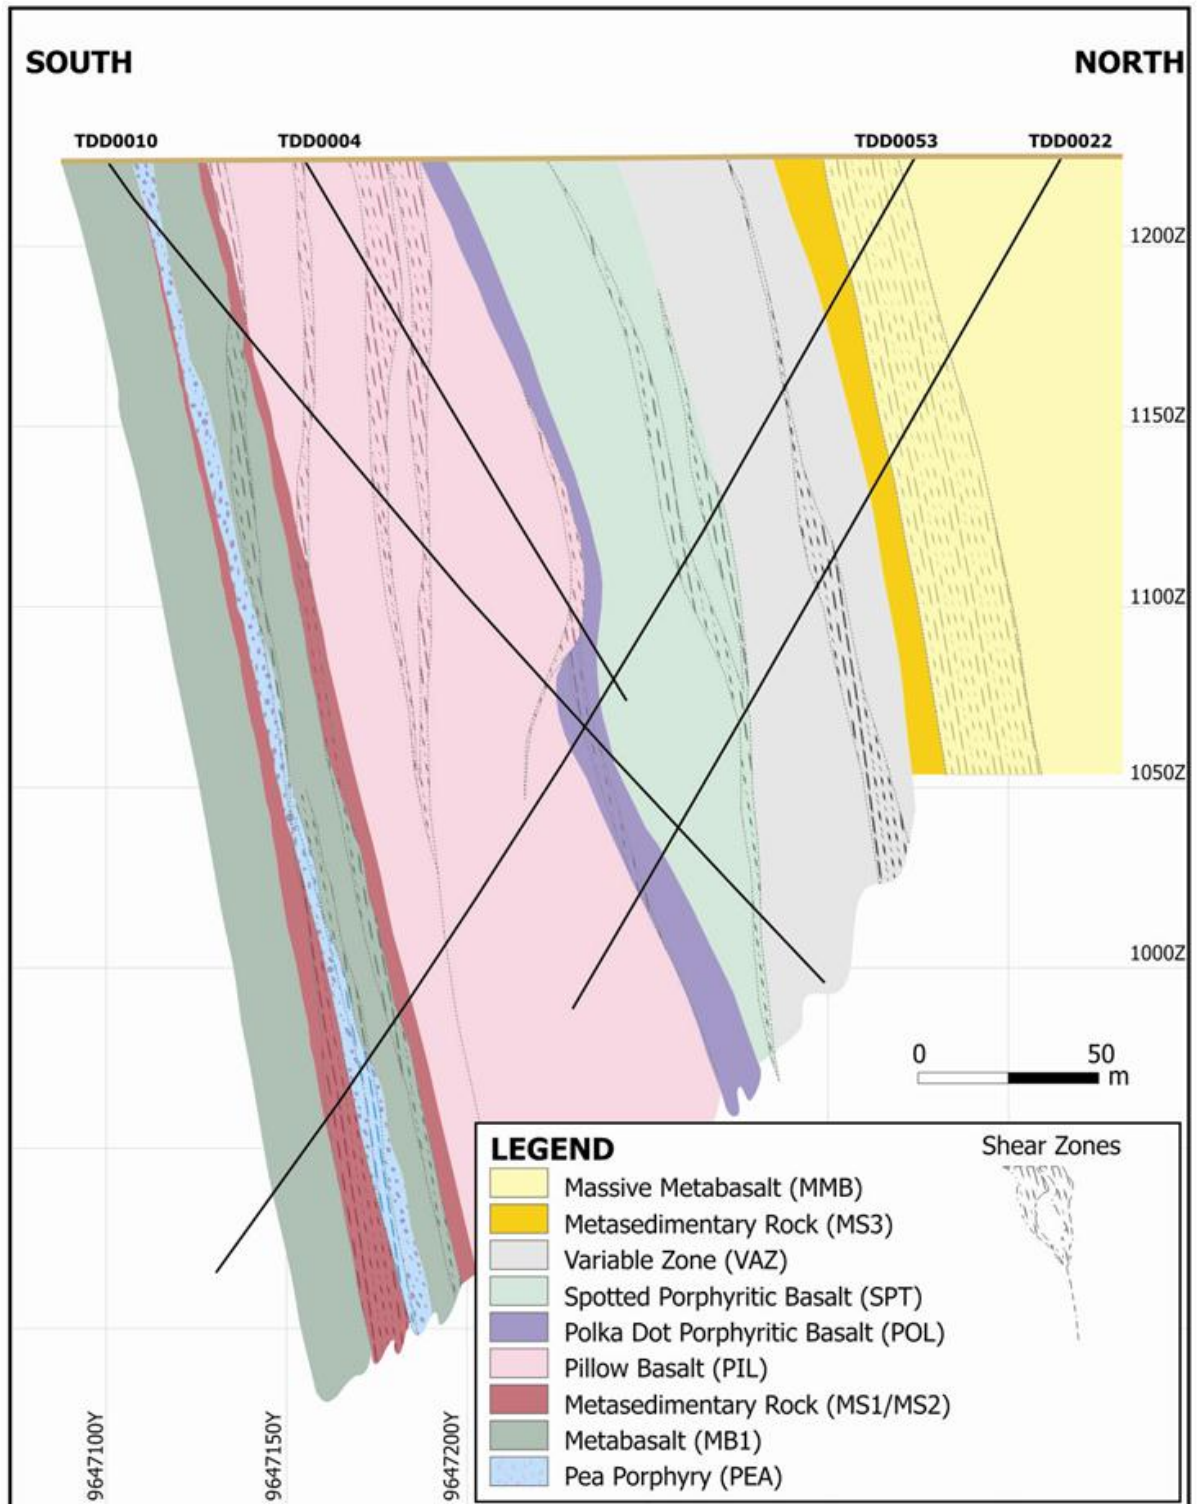 SOUTH
NORTH
TDD0010
TDD0004
TDD0053
TDD0022
1200Z
1150Z
1100Z
1050Z
1000Z
0
50
m
LEGEND
Shear Zones
Massive Metabasalt (MMB)
Metasedimentary Rock (MS3)
Variable Zone (VAZ)
Spotted Porphyritic Basalt (SPT)
Polka Dot Porphyritic Basalt (POL)
Pillow Basalt (PIL)
Metasedimentary Rock (MS1/MS2)
Metabasalt (MB1)
Pea Porphyry (PEA)
9647100Y
9647150Y
9647200Y